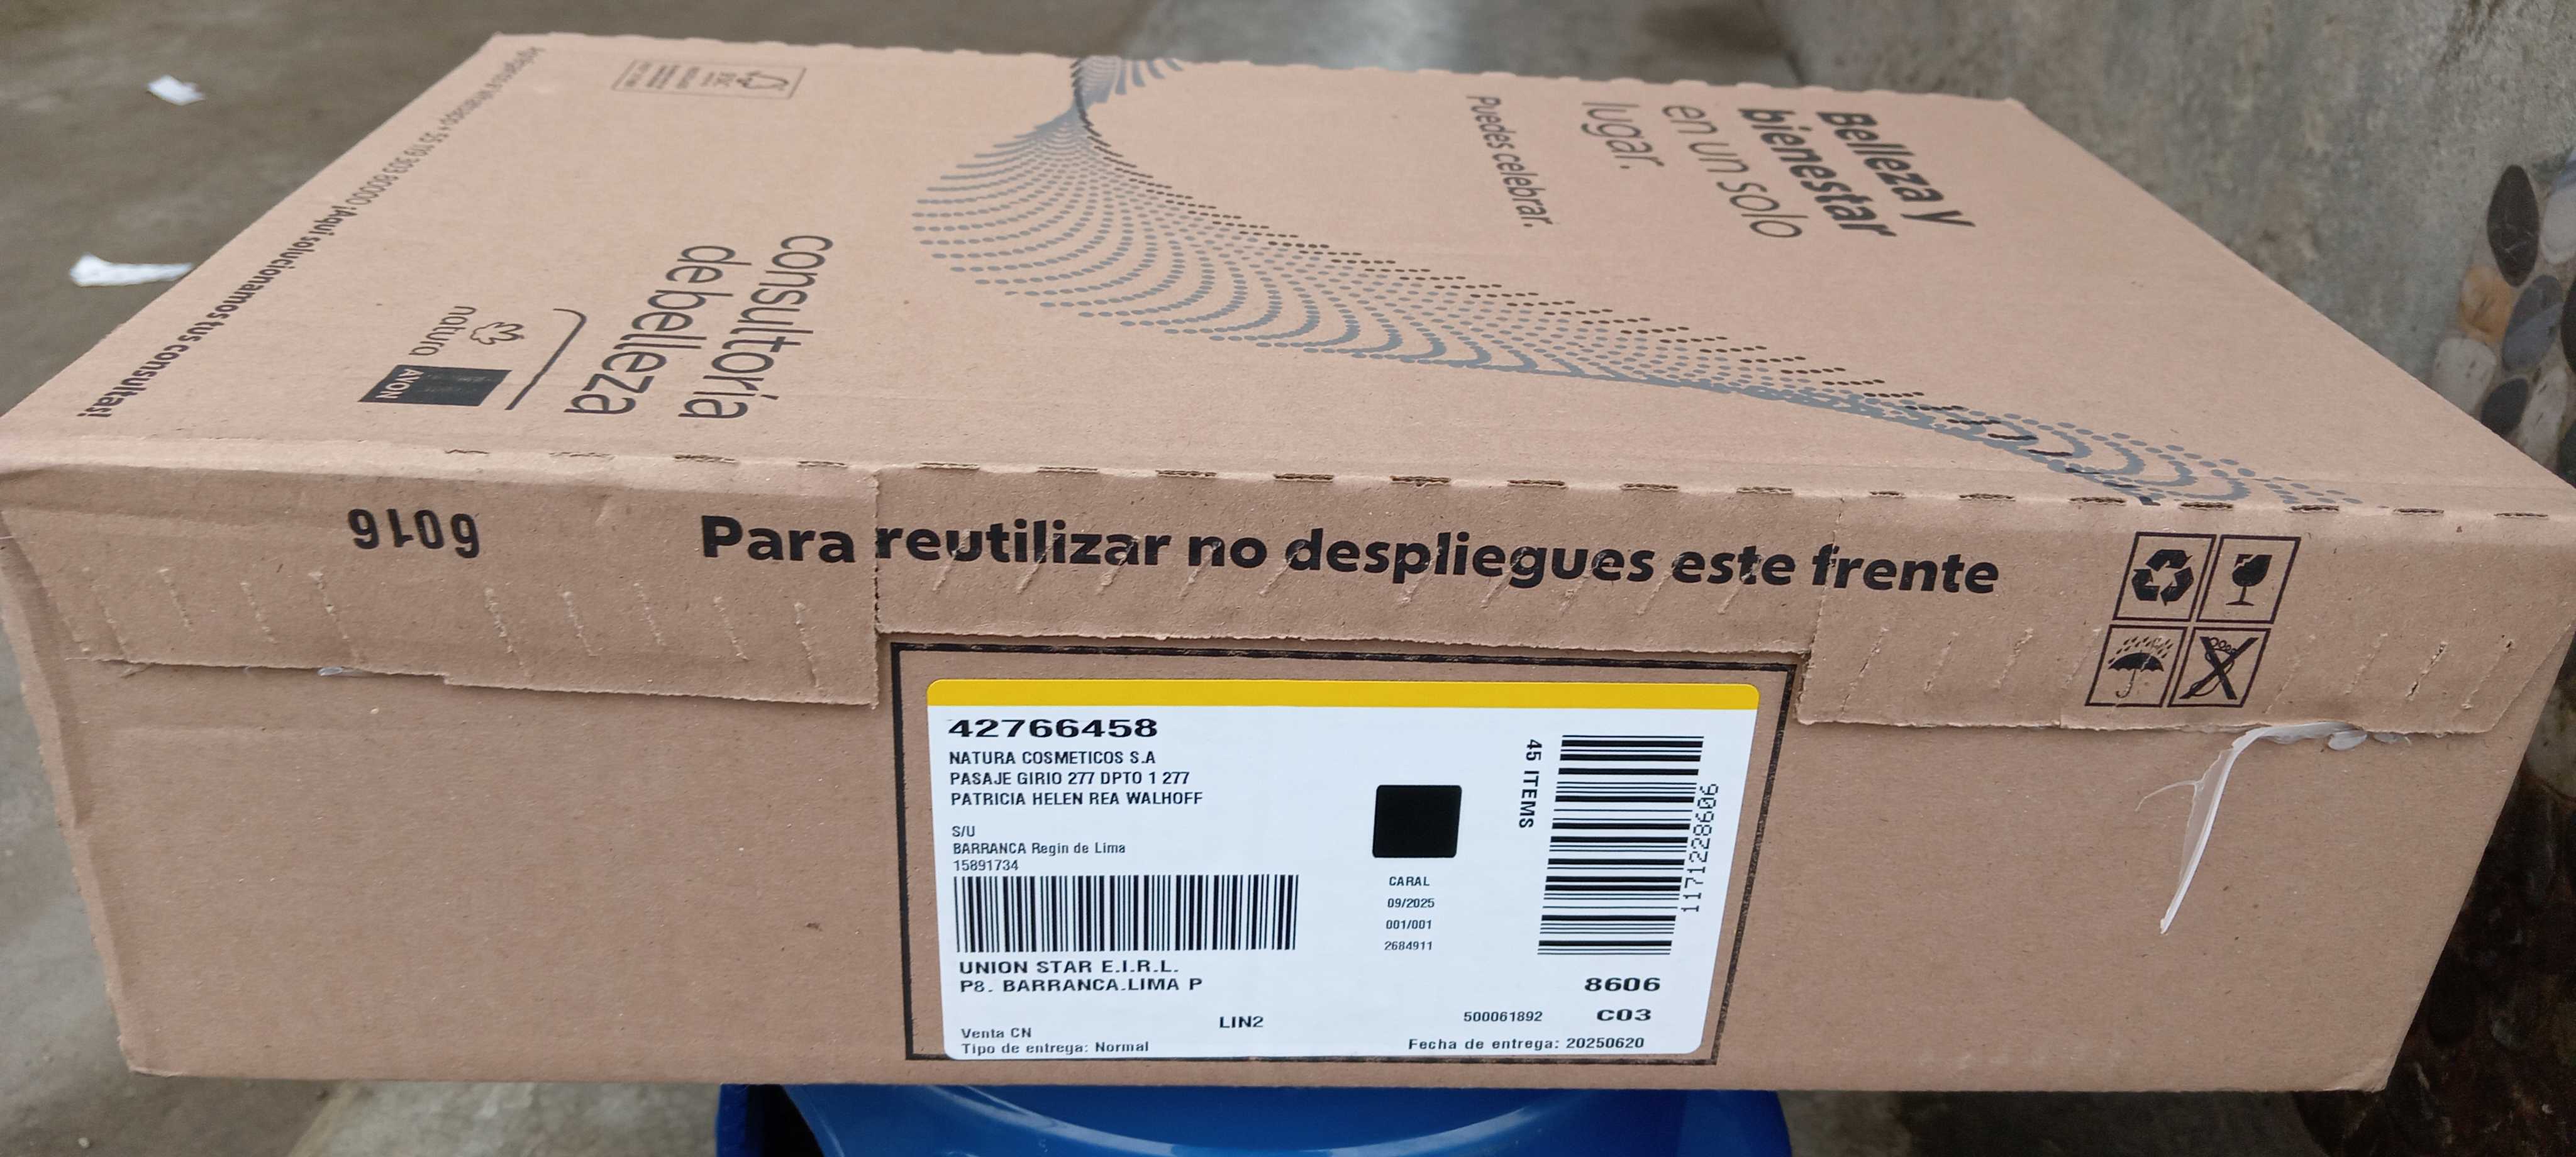 Belleza y
bienestar
en un solo
lugar.
Puedes celebrar.
consultoría
de belleza
natura
AVON
¡Aquí solucionamos tus consultas!
6016
Para reutilizar no despliegues este frente
42766458
NATURA COSMETICOS S.A
PASAJE GIRIO 277 DPTO 1 277
PATRICIA HELEN REA WALHOFF
S/U
BARRANCA Regin de Lima
15891734
UNION STAR E.I.R.L.
P8. BARRANCA.LIMA P
LIN2
Venta CN
Tipo de entrega: Normal
CARAL
09/2025
001/001
2684911
45 ITEMS
1171228606
8606
500061892 C03
Fecha de entrega: 20250620